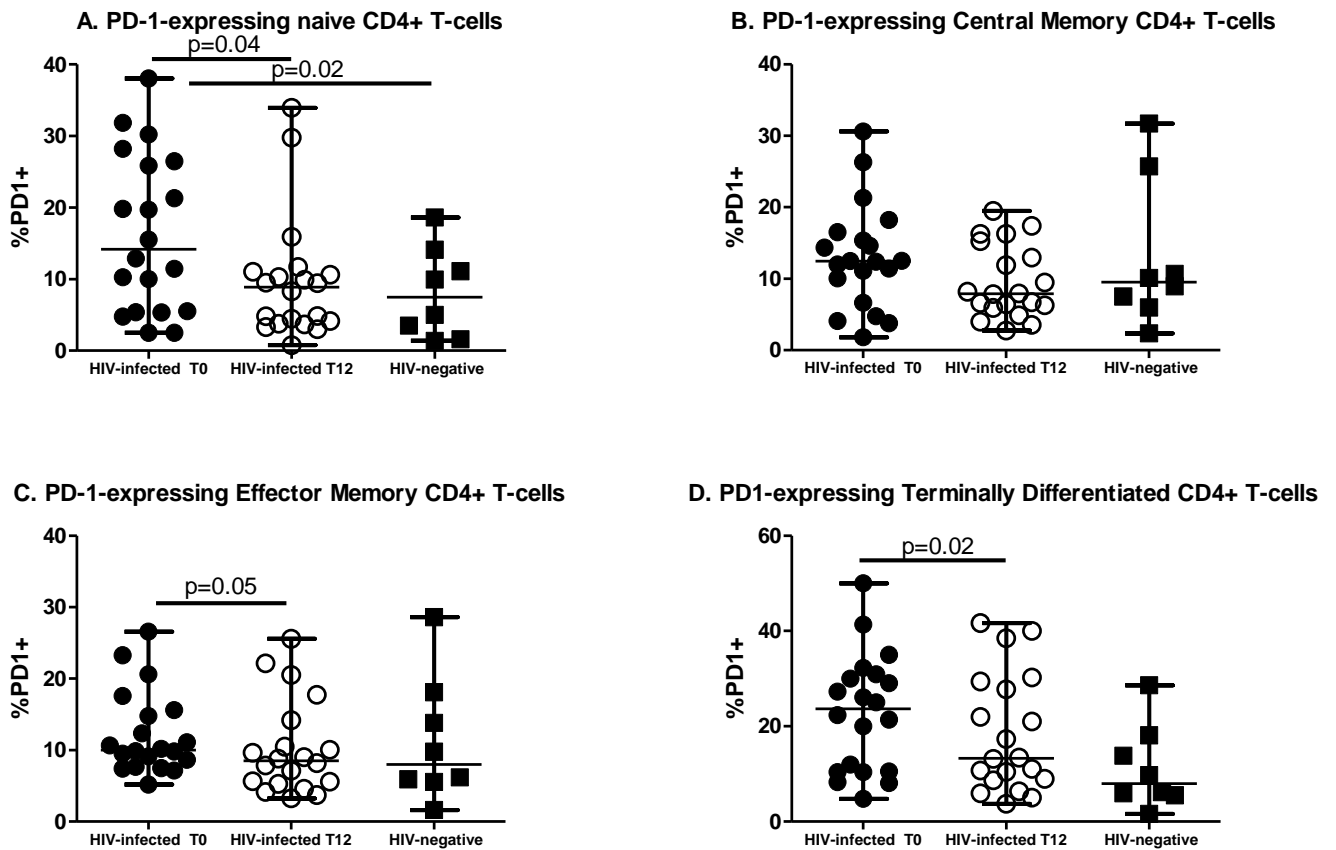 A. PD-1-expressing naive CD4+ T-cells
p=0.04
p=0.02
40
30
20
10
0
%PD1+
HIV-infected T0 HIV-infected T12 HIV-negative
B. PD-1-expressing Central Memory CD4+ T-cells
40
30
20
10
0
%PD1+
HIV-infected T0 HIV-infected T12 HIV-negative
C. PD-1-expressing Effector Memory CD4+ T-cells
p=0.05
40
30
20
10
0
%PD1+
HIV-infected T0 HIV-infected T12 HIV-negative
D. PD1-expressing Terminally Differentiated CD4+ T-cells
p=0.02
60
40
20
0
%PD1+
HIV-infected T0 HIV-infected T12 HIV-negative